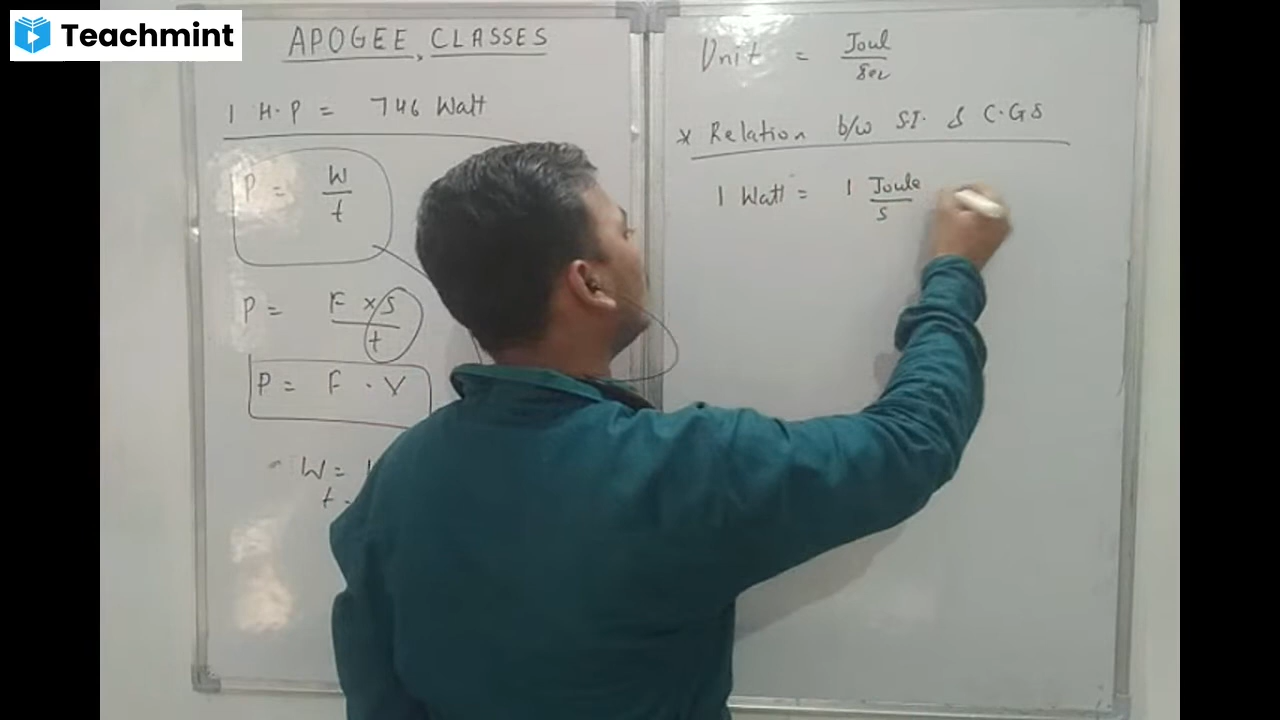 Teachmint
APOGEE CLASSES
1 H.P = 746 Watt
P = W
t
P = F × S
t
P = F . V
W =
t
Unit = Joul
Sec
* Relation b/w S.I. & C.G.S
1 Watt = 1 Joule
s